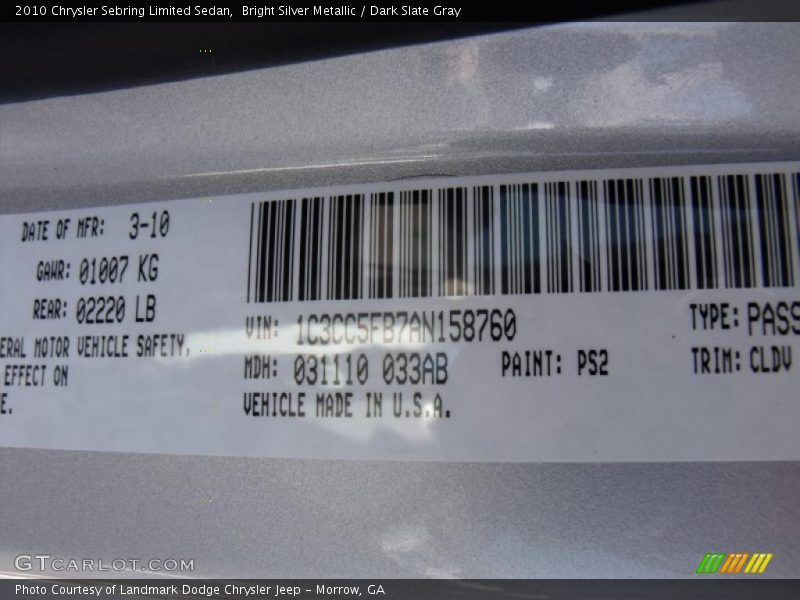 2010 Chrysler Sebring Limited Sedan,  Bright Silver Metallic / Dark Slate Gray
DATE OF MFR: 3-10
GAWR: 01007 KG
REAR: 02220 LB
ERAL MOTOR VEHICLE SAFETY,
EFFECT ON
E.
VIN: 1C3CC5FB7AN158760
MDH: 031110 033AB
PAINT: PS2
VEHICLE MADE IN U.S.A.
TYPE: PASS
TRIM: CLDV
GTCARLOT.COM
Photo Courtesy of Landmark Dodge Chrysler Jeep - Morrow, GA